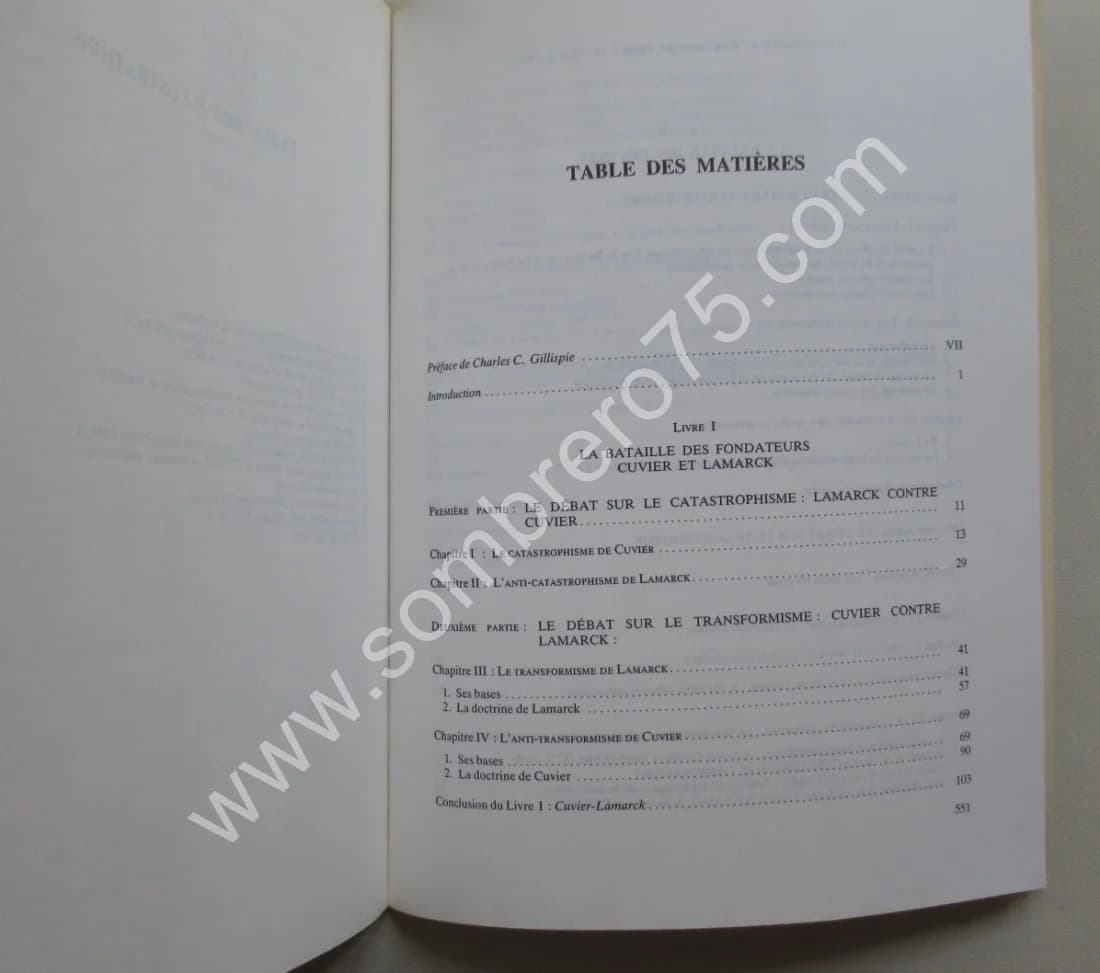 TABLE DES MATIÈRES
Préface de Charles C. Gillispie ........ VII
Introduction ........ 1
LIVRE I
LA BATAILLE DES FONDATEURS
CUVIER ET LAMARCK
PREMIÈRE PARTIE : LE DÉBAT SUR LE CATASTROPHISME : LAMARCK CONTRE
CUVIER ........ 11
Chapitre I : LE CATASTROPHISME DE CUVIER ........ 13
Chapitre II : L'ANTI-CATASTROPHISME DE LAMARCK ........ 29
DEUXIÈME PARTIE : LE DÉBAT SUR LE TRANSFORMISME : CUVIER CONTRE
LAMARCK :
Chapitre III : LE TRANSFORMISME DE LAMARCK ........ 41
1. Ses bases ........ 41
2. La doctrine de Lamarck ........ 57
Chapitre IV : L'ANTI-TRANSFORMISME DE CUVIER ........ 69
1. Ses bases ........ 69
2. La doctrine de Cuvier ........ 90
Conclusion du Livre I : Cuvier-Lamarck ........ 103
551
www.sombrero75.com